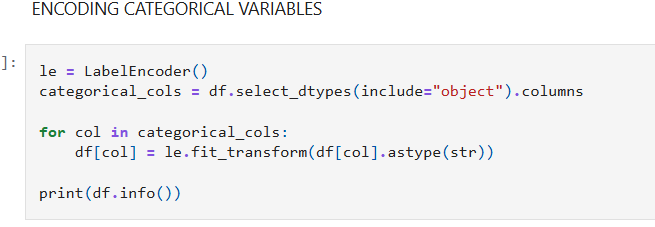 ENCODING CATEGORICAL VARIABLES
]:
le = LabelEncoder()
categorical_cols = df.select_dtypes(include="object").columns
for col in categorical_cols:
    df[col] = le.fit_transform(df[col].astype(str))
print(df.info())